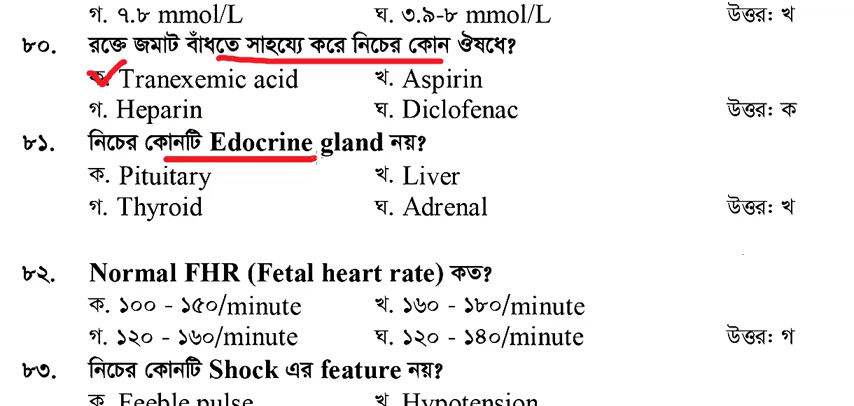 গ. ৭.৮ mmol/L ঘ. ৩.৯-৮ mmol/L উত্তর: খ
৮০. রক্তে জমাট বাঁধতে সাহয্যে করে নিচের কোন ঔষধে?
ক. Tranexemic acid খ. Aspirin
গ. Heparin ঘ. Diclofenac উত্তর: ক
৮১. নিচের কোনটি Edocrine gland নয়?
ক. Pituitary খ. Liver
গ. Thyroid ঘ. Adrenal উত্তর: খ
৮২. Normal FHR (Fetal heart rate) কত?
ক. ১০০ - ১৫০/minute খ. ১৬০ - ১৮০/minute
গ. ১২০ - ১৬০/minute ঘ. ১২০ - ১৪০/minute উত্তর: গ
৮৩. নিচের কোনটি Shock এর feature নয়?
ক. Feeble pulse খ. Hypotension